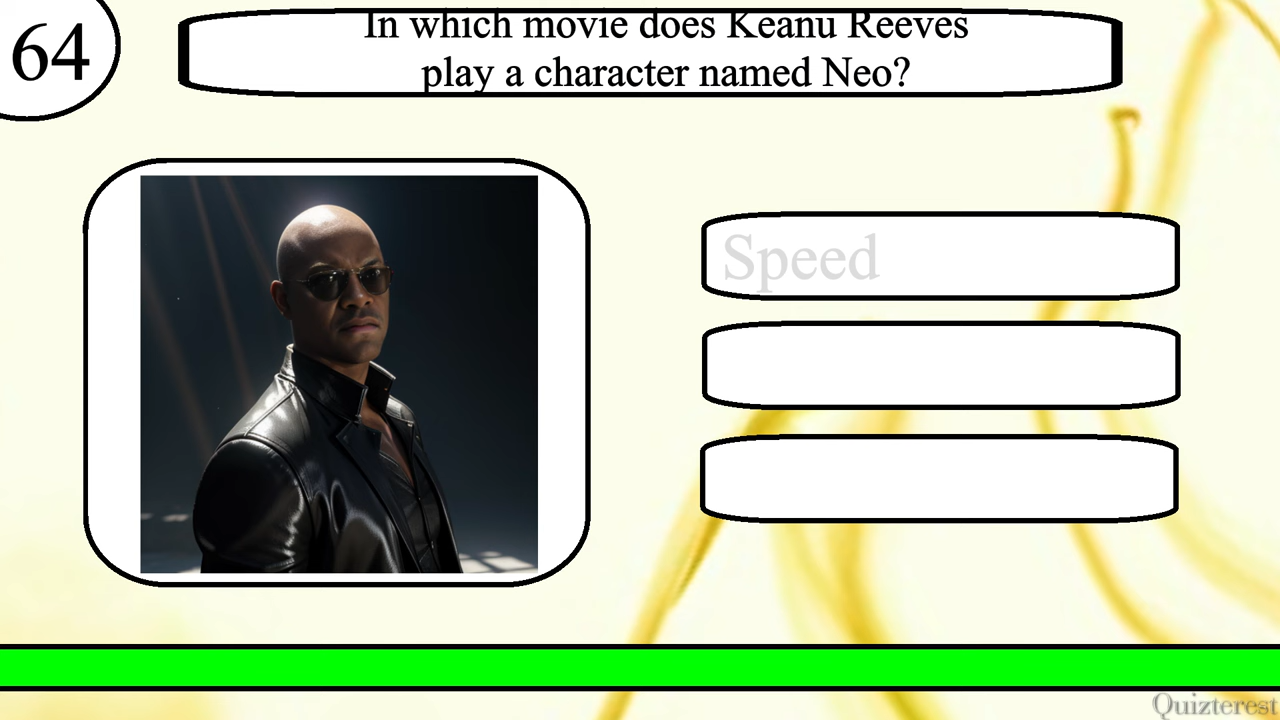 64
In which movie does Keanu Reeves
play a character named Neo?
Speed
Quizterest